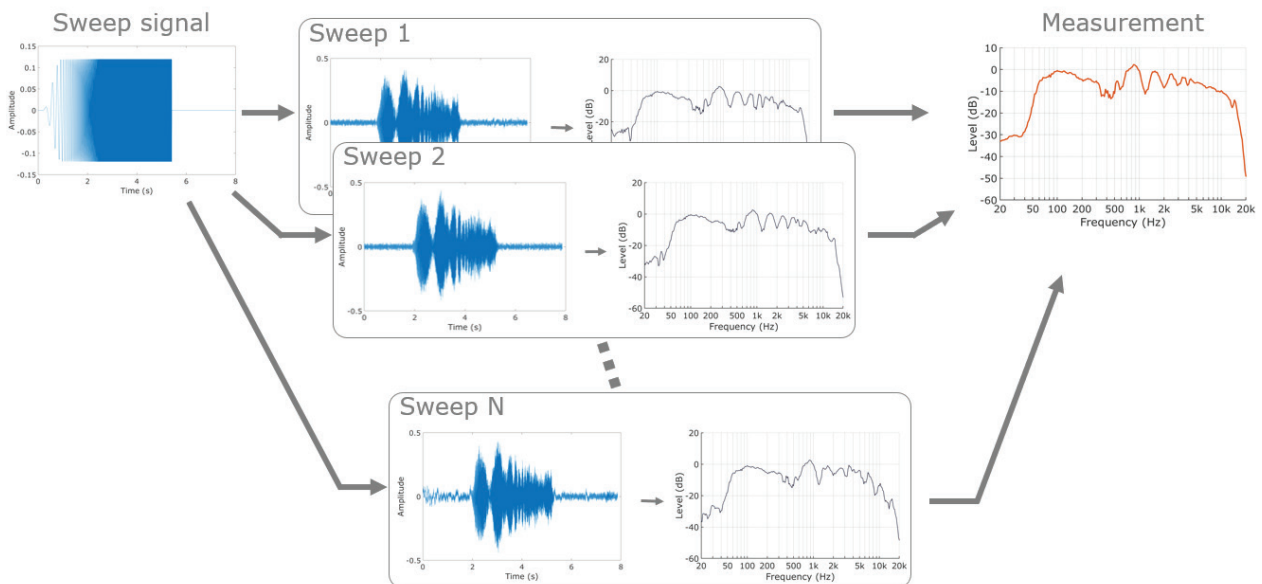 Sweep signal
0.15
0.1
0.05
0
-0.05
-0.1
-0.15
Amplitude
0 2 4 6 8
Time (s)
Sweep 1
0.5
0
-0.5
Amplitude
20
0
-20
Level (dB)
Sweep 2
0.5
0
-0.5
Amplitude
0 2 4 6 8
Time (s)
20
0
-20
-40
-60
Level (dB)
20 50 100 200 500 1k 2k 5k 10k 20k
Frequency (Hz)
Sweep N
0.5
0
-0.5
Amplitude
0 2 4 6 8
Time (s)
20
0
-20
-40
-60
Level (dB)
20 50 100 200 500 1k 2k 5k 10k 20k
Frequency (Hz)
Measurement
10
0
-10
-20
-30
-40
-50
-60
Level (dB)
20 50 100 200 500 1k 2k 5k 10k 20k
Frequency (Hz)